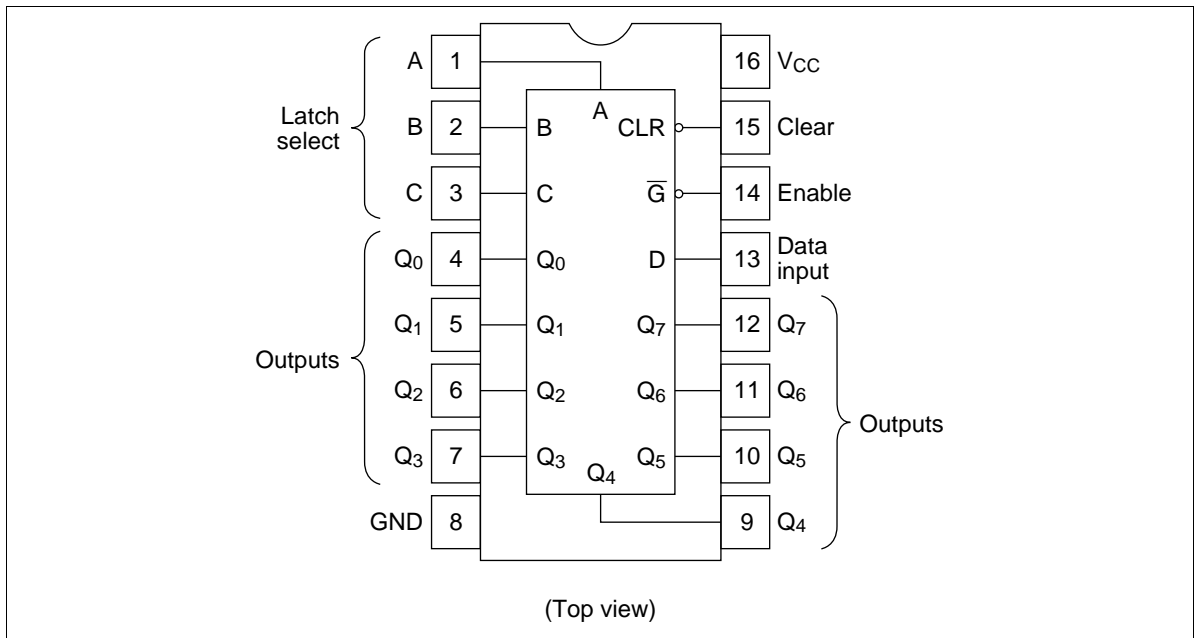 A 1
B 2
C 3
Latch
select
Q0 4
Q1 5
Q2 6
Q3 7
Outputs
GND 8
A
B
C
Q0
Q1
Q2
Q3
Q4
CLR
G̅
D
Q7
Q6
Q5
16 VCC
15 Clear
14 Enable
13 Data
input
12 Q7
11 Q6
10 Q5
9 Q4
Outputs
(Top view)